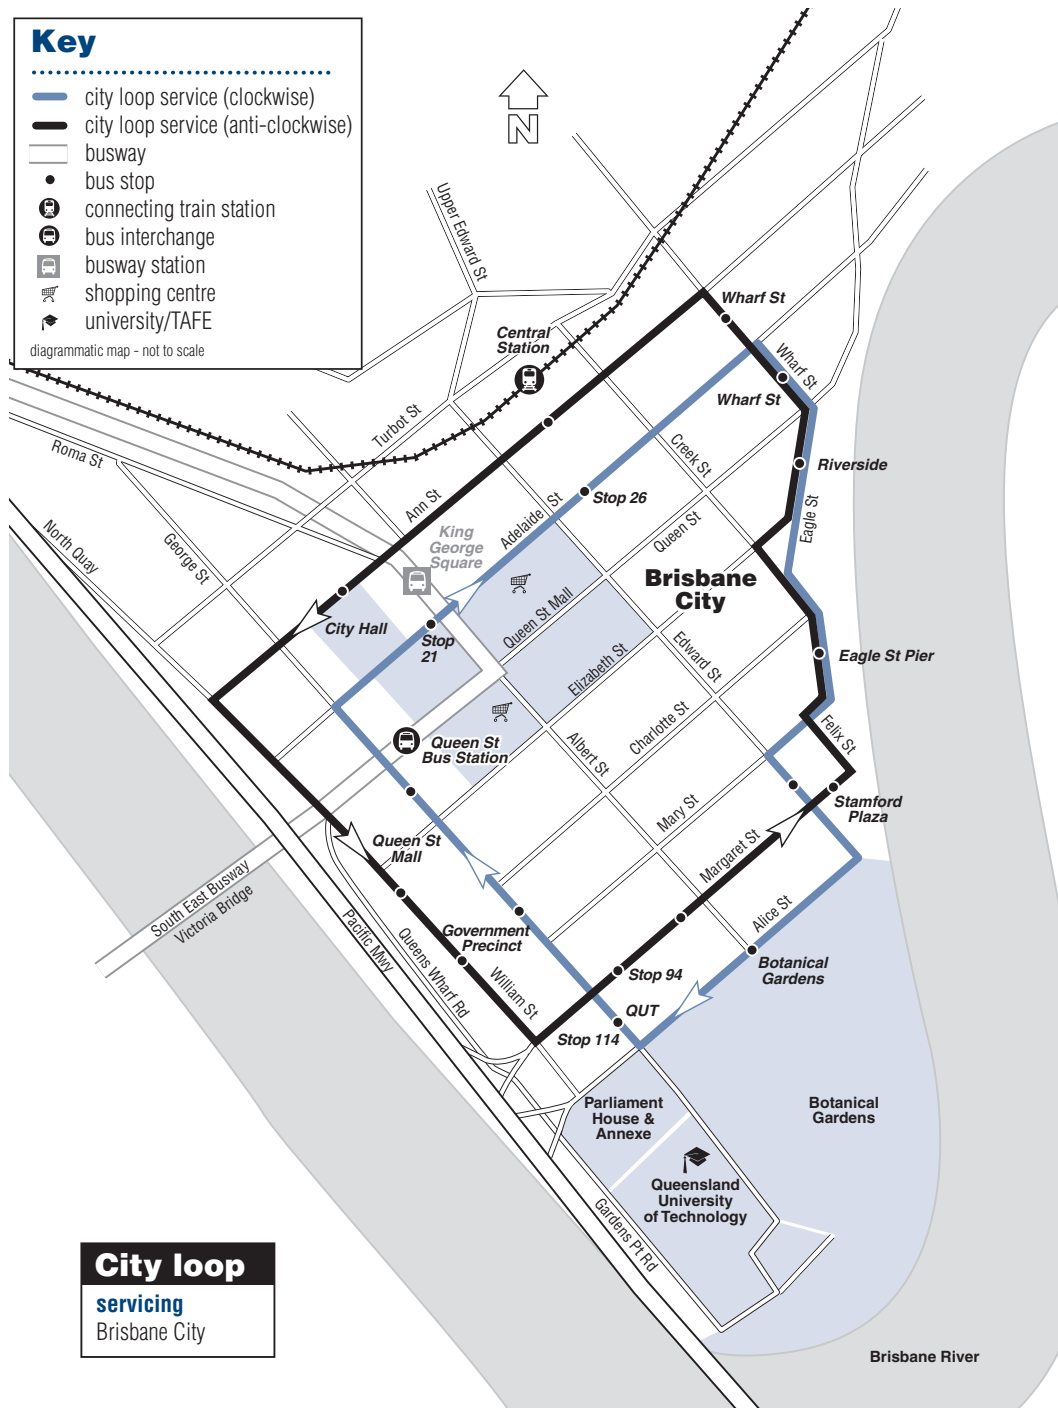 Key
city loop service (clockwise)
city loop service (anti-clockwise)
busway
bus stop
connecting train station
bus interchange
busway station
shopping centre
university/TAFE
diagrammatic map - not to scale
N
Upper Edward St
Wharf St
Central
Station
Wharf St
Wharf St
Turbot St
Creek St
Roma St
Riverside
Ann St
Adelaide St
Stop 26
Eagle St
North Quay
George St
King
George
Square
Queen St
Brisbane
City
Queen St Mall
City Hall
Stop
21
Edward St
Eagle St Pier
Elizabeth St
Charlotte St
Felix St
Queen St
Bus Station
Albert St
Stamford
Plaza
Mary St
Queen St
Mall
Margaret St
South East Busway
Victoria Bridge
Alice St
Pacific Mwy
Queens Wharf Rd
Government
Precinct
Botanical
Gardens
William St
Stop 94
QUT
Stop 114
Parliament
House &
Annexe
Botanical
Gardens
Queensland
University
of Technology
Gardens Pt Rd
City loop
servicing
Brisbane City
Brisbane River